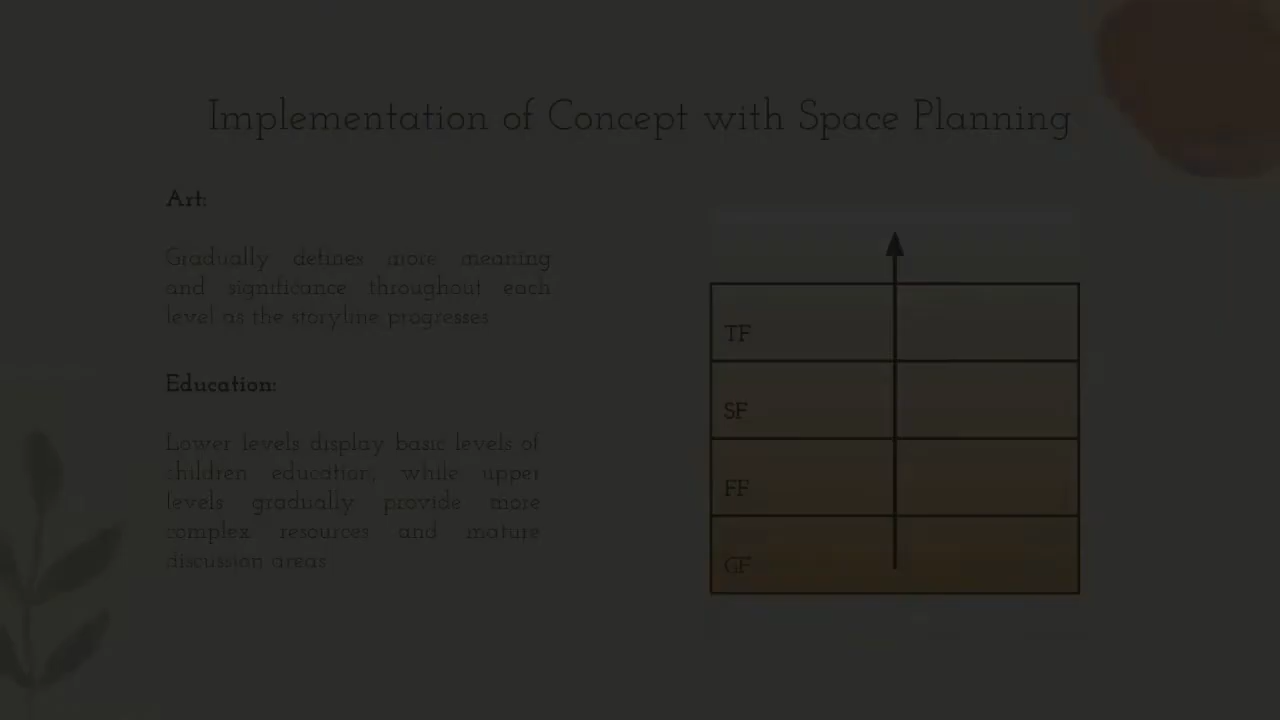 Implementation of Concept with Space Planning
Art:
Gradually defines more meaning
and significance throughout each
level as the storyline progresses
Education:
Lower levels display basic levels of
children education, while upper
levels gradually provide more
complex resources and mature
discussion areas
TF
SF
FF
GF